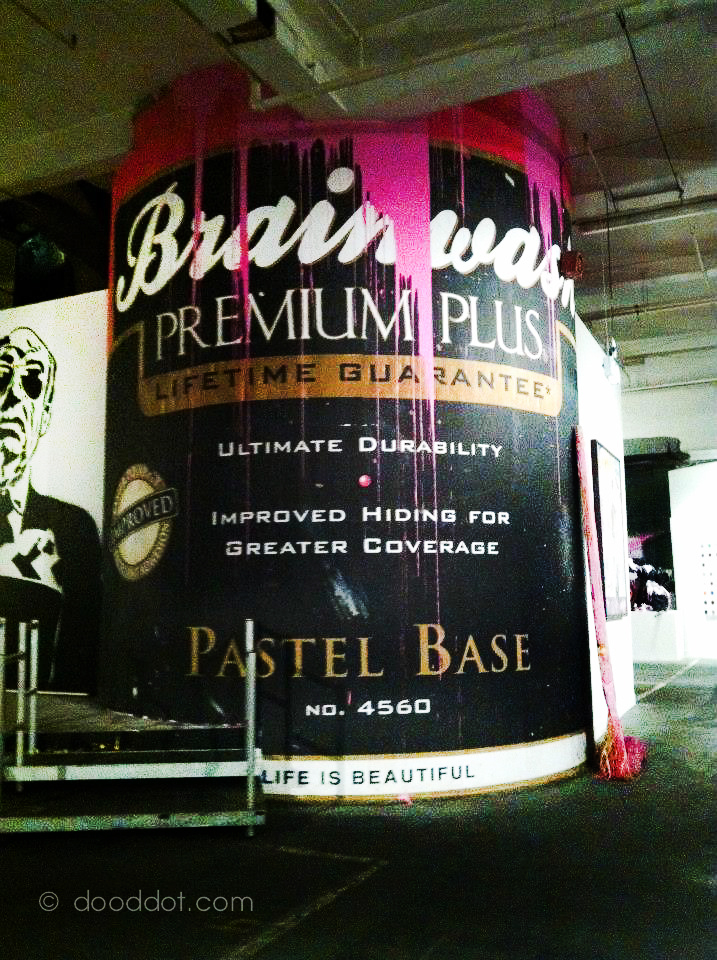 Brainwash
PREMIUM PLUS
LIFETIME GUARANTEE*
ULTIMATE DURABILITY
IMPROVED HIDING FOR
GREATER COVERAGE
IMPROVED
PASTEL BASE
NO. 4560
LIFE IS BEAUTIFUL
© dooddot.com